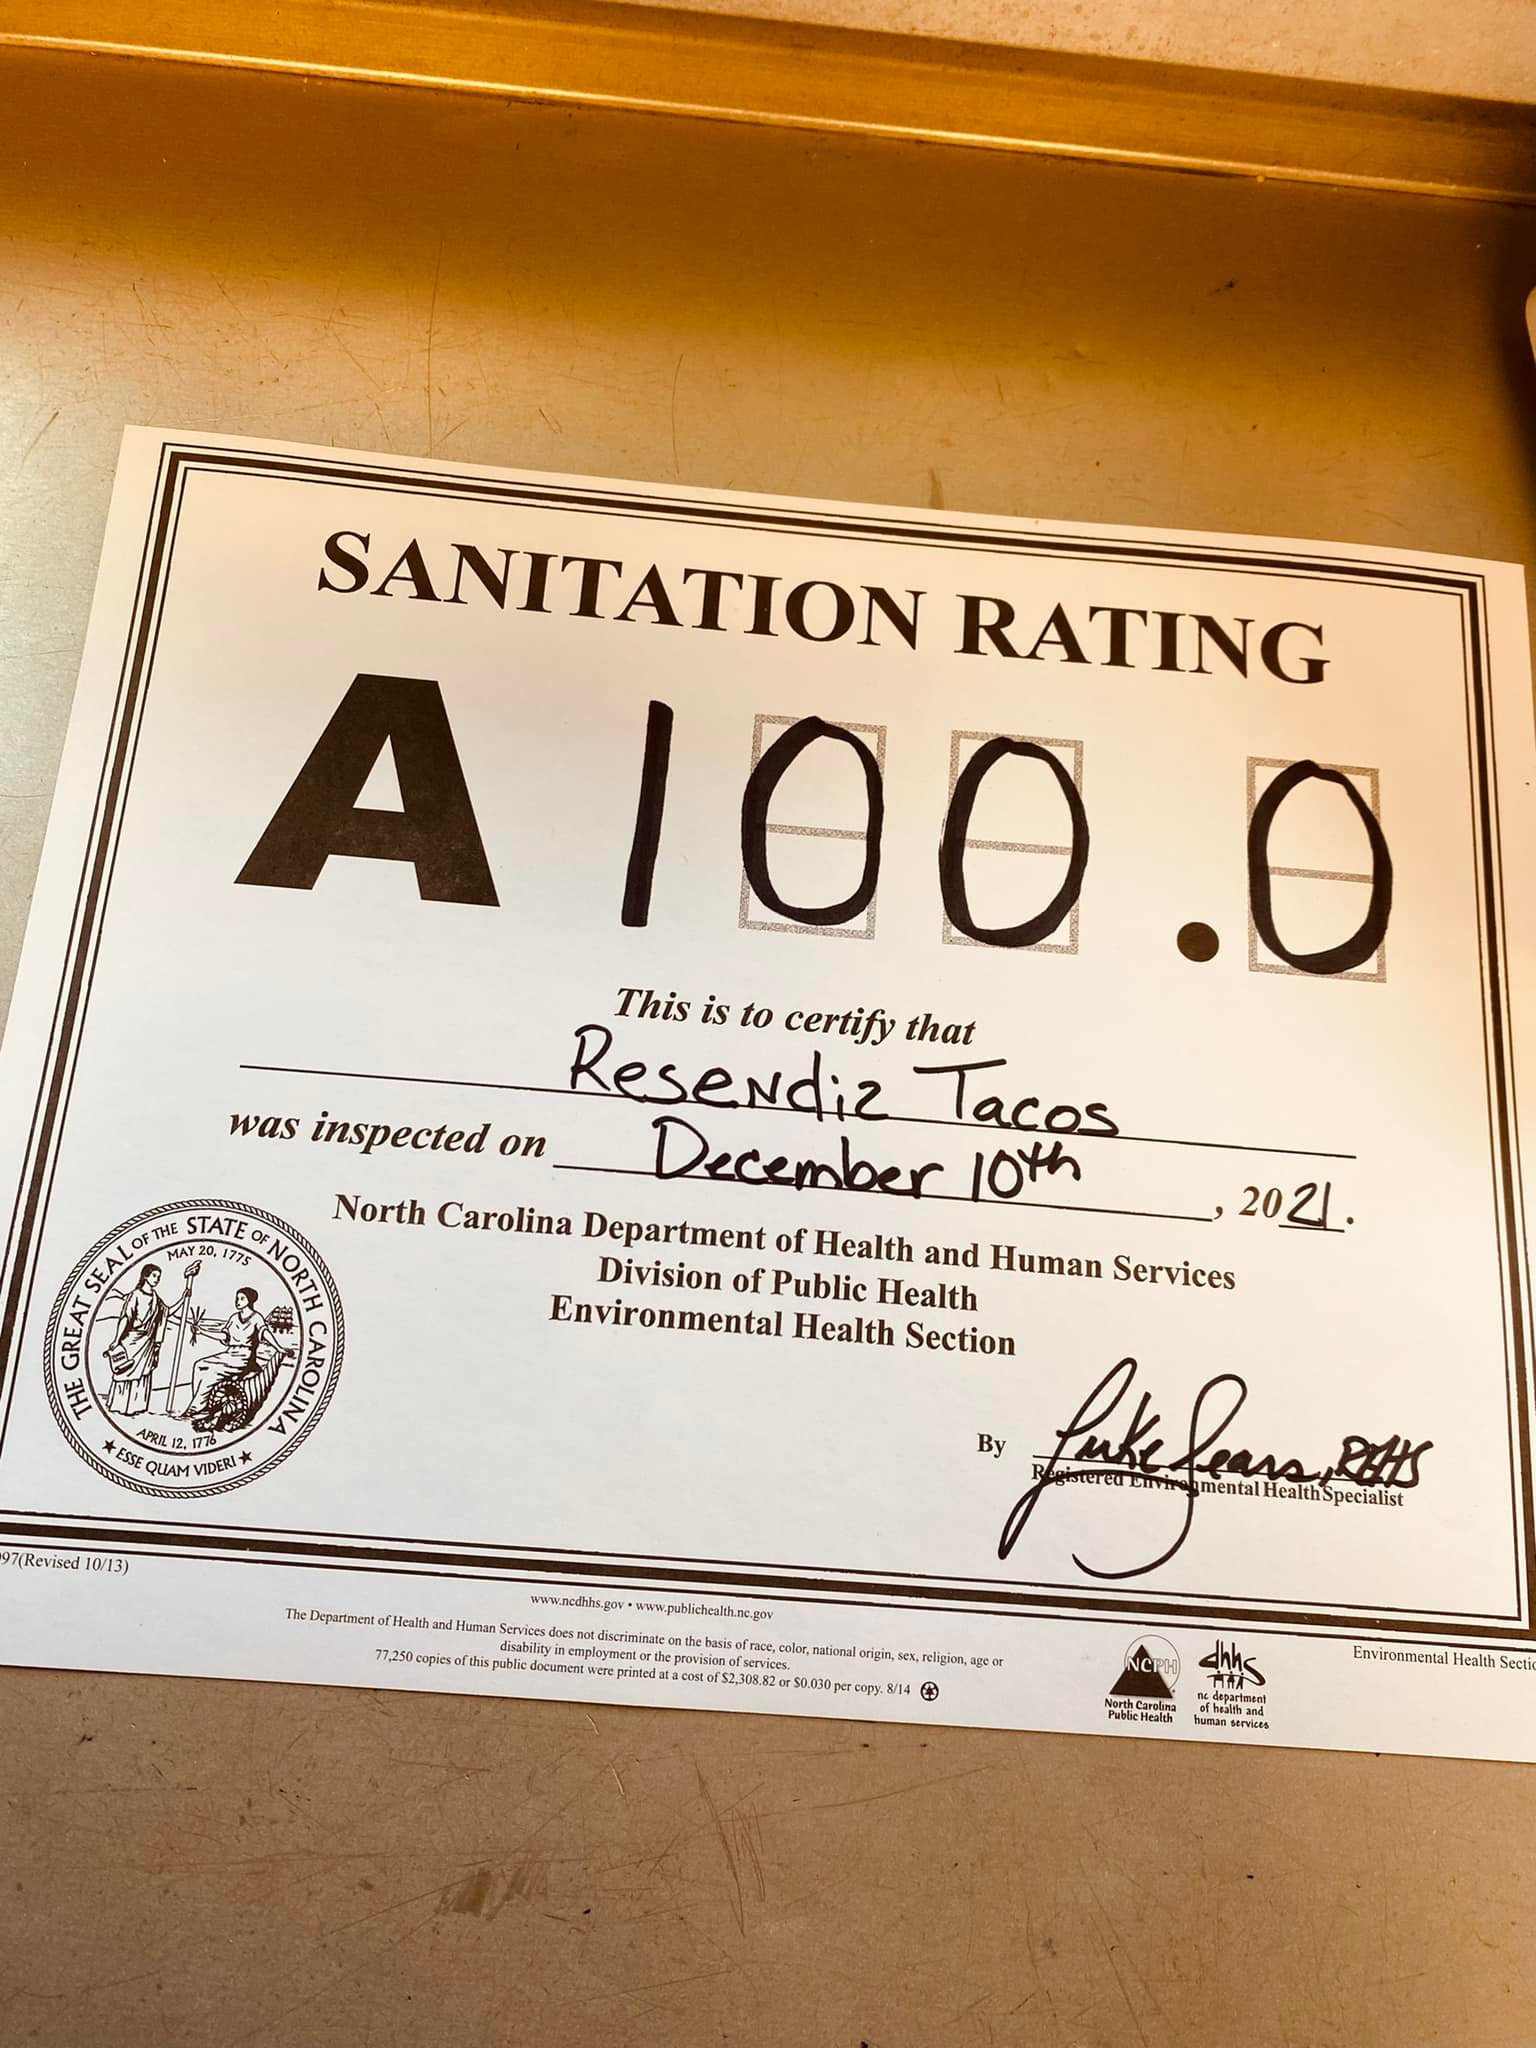 SANITATION RATING
A 100.0
This is to certify that
Resendiz Tacos
was inspected on December 10th, 2021.
North Carolina Department of Health and Human Services
Division of Public Health
Environmental Health Section
THE GREAT SEAL OF THE STATE OF NORTH CAROLINA
MAY 20, 1775
APRIL 12, 1776
★ ESSE QUAM VIDERI ★
By Luke Sears, REHS
Registered Environmental Health Specialist
97(Revised 10/13)
www.ncdhhs.gov • www.publichealth.nc.gov
The Department of Health and Human Services does not discriminate on the basis of race, color, national origin, sex, religion, age or
disability in employment or the provision of services.
77,250 copies of this public document were printed at a cost of $2,308.82 or $0.030 per copy. 8/14
NCPH
North Carolina
Public Health
dhhs
nc department
of health and
human services
Environmental Health